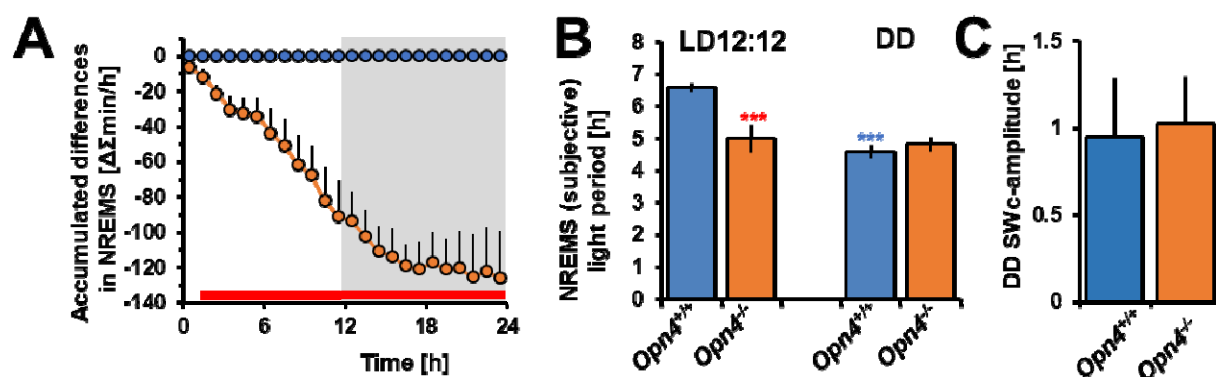 A
Accumulated differences
in NREMS [ΔΣmin/h]
0
-20
-40
-60
-80
-100
-120
-140
0
6
12
18
24
Time [h]
B
LD12:12
DD
NREMS (subjective)
light period [h]
8
7
6
5
4
3
2
1
0
***
***
Opn4+/+
Opn4-/-
Opn4+/+
Opn4-/-
C
DD SWc-amplitude [h]
1.5
1
0.5
0
Opn4+/+
Opn4-/-